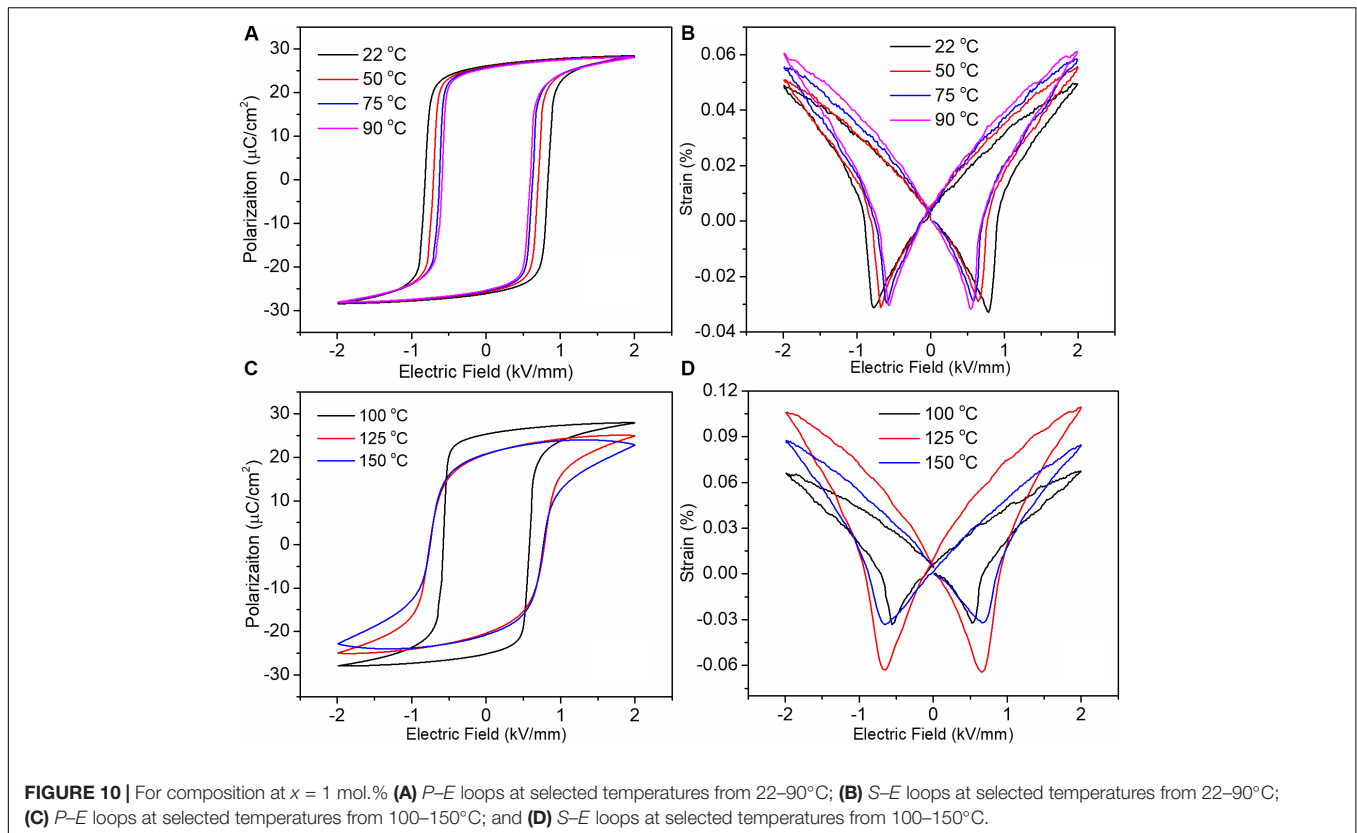 A
30
20
10
0
-10
-20
-30
Polarizaiton (μC/cm²)
22 °C
50 °C
75 °C
90 °C
-2 -1 0 1 2
Electric Field (kV/mm)
B
0.06
0.04
0.02
0.00
-0.02
-0.04
Strain (%)
22 °C
50 °C
75 °C
90 °C
-2 -1 0 1 2
Electric Field (kV/mm)
C
30
20
10
0
-10
-20
-30
Polarizaiton (μC/cm²)
100 °C
125 °C
150 °C
-2 -1 0 1 2
Electric Field (kV/mm)
D
0.12
0.09
0.06
0.03
0.00
-0.03
-0.06
Strain (%)
100 °C
125 °C
150 °C
-2 -1 0 1 2
Electric Field (kV/mm)
FIGURE 10 | For composition at x = 1 mol.% (A) P–E loops at selected temperatures from 22–90°C; (B) S–E loops at selected temperatures from 22–90°C;
(C) P–E loops at selected temperatures from 100–150°C; and (D) S–E loops at selected temperatures from 100–150°C.